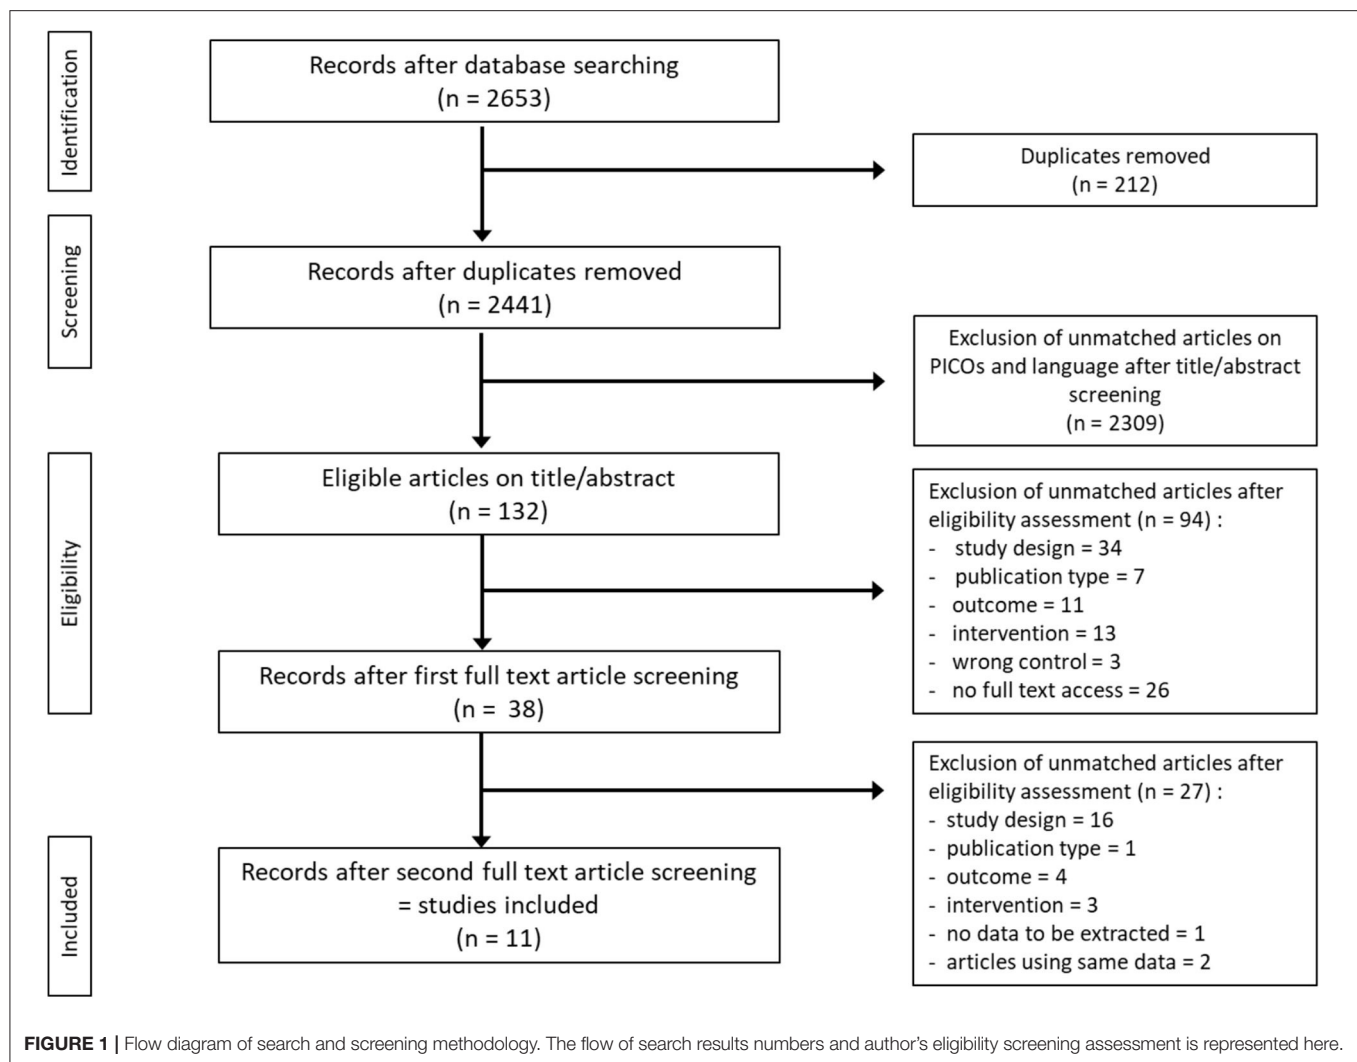 Identification
Records after database searching
(n = 2653)
Duplicates removed
(n = 212)
Screening
Records after duplicates removed
(n = 2441)
Exclusion of unmatched articles on
PICOs and language after title/abstract
screening
(n = 2309)
Eligibility
Eligible articles on title/abstract
(n = 132)
Exclusion of unmatched articles after
eligibility assessment (n = 94) :
- study design = 34
- publication type = 7
- outcome = 11
- intervention = 13
- wrong control = 3
- no full text access = 26
Records after first full text article screening
(n = 38)
Exclusion of unmatched articles after
eligibility assessment (n = 27) :
- study design = 16
- publication type = 1
- outcome = 4
- intervention = 3
- no data to be extracted = 1
- articles using same data = 2
Included
Records after second full text article screening
= studies included
(n = 11)
FIGURE 1 | Flow diagram of search and screening methodology. The flow of search results numbers and author's eligibility screening assessment is represented here.